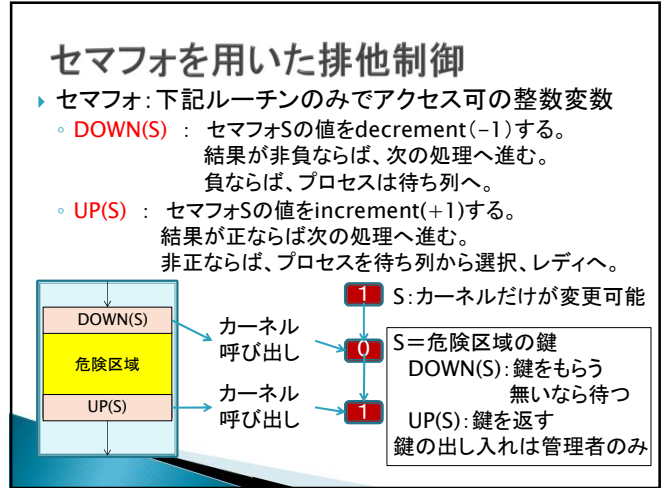 セマフォを用いた排他制御
セマフォ:下記ルーチンのみでアクセス可の整数変数
DOWN(S) : セマフォSの値をdecrement(-1)する。
結果が非負ならば、次の処理へ進む。
負ならば、プロセスは待ち列へ。
UP(S) : セマフォSの値をincrement(+1)する。
結果が正ならば次の処理へ進む。
非正ならば、プロセスを待ち列から選択、レディへ。
DOWN(S)
危険区域
UP(S)
カーネル
呼び出し
カーネル
呼び出し
1
0
1
S:カーネルだけが変更可能
S=危険区域の鍵
DOWN(S):鍵をもらう
無いなら待つ
UP(S):鍵を返す
鍵の出し入れは管理者のみ